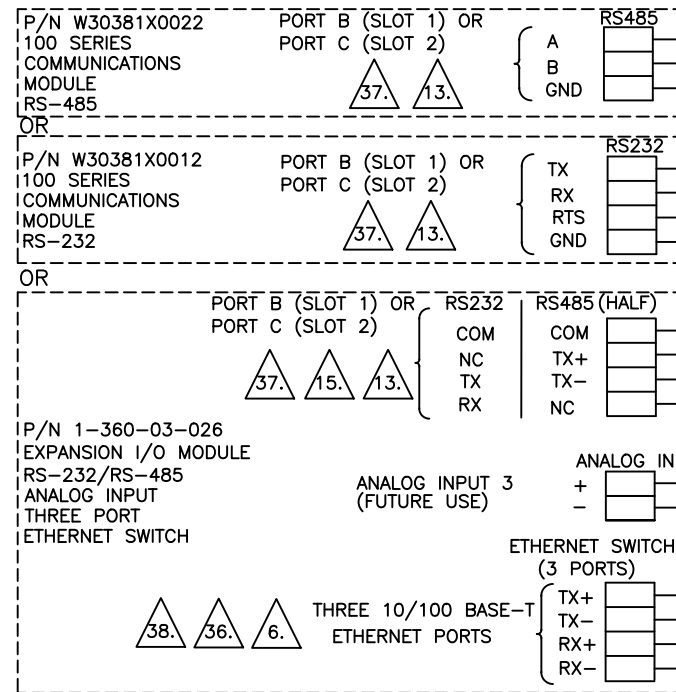 P/N W30381X0022
100 SERIES
COMMUNICATIONS
MODULE
RS-485
PORT B (SLOT 1) OR
PORT C (SLOT 2)
37.
13.
RS485
A
B
GND
OR
P/N W30381X0012
100 SERIES
COMMUNICATIONS
MODULE
RS-232
PORT B (SLOT 1) OR
PORT C (SLOT 2)
37.
13.
RS232
TX
RX
RTS
GND
OR
PORT B (SLOT 1) OR
PORT C (SLOT 2)
37.
15.
13.
RS232
COM
NC
TX
RX
RS485 (HALF)
COM
TX+
TX-
NC
P/N 1-360-03-026
EXPANSION I/O MODULE
RS-232/RS-485
ANALOG INPUT
THREE PORT
ETHERNET SWITCH
ANALOG INPUT 3
(FUTURE USE)
ANALOG IN
+
-
ETHERNET SWITCH
(3 PORTS)
38.
36.
6.
THREE 10/100 BASE-T
ETHERNET PORTS
TX+
TX-
RX+
RX-